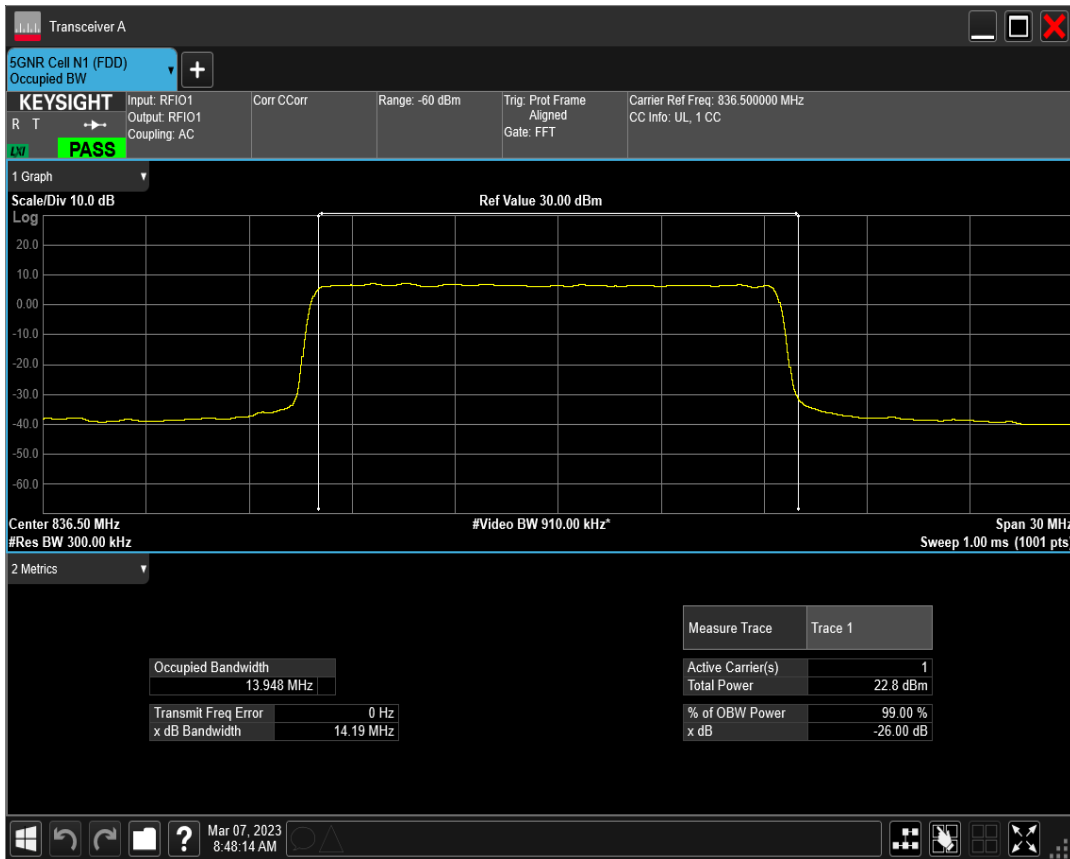 Transceiver A
5GNR Cell N1 (FDD)
Occupied BW
+
KEYSIGHT
R T
LXI
PASS
Input: RFIO1
Output: RFIO1
Coupling: AC
Corr CCorr
Range: -60 dBm
Trig: Prot Frame
Aligned
Gate: FFT
Carrier Ref Freq: 836.500000 MHz
CC Info: UL, 1 CC
1 Graph
Scale/Div 10.0 dB
Ref Value 30.00 dBm
Log
20.0
10.0
0.00
-10.0
-20.0
-30.0
-40.0
-50.0
-60.0
Center 836.50 MHz
#Video BW 910.00 kHz*
Span 30 MHz
#Res BW 300.00 kHz
Sweep 1.00 ms (1001 pts)
2 Metrics
Measure Trace Trace 1
Occupied Bandwidth
13.948 MHz
Active Carrier(s) 1
Total Power 22.8 dBm
Transmit Freq Error 0 Hz
x dB Bandwidth 14.19 MHz
% of OBW Power 99.00 %
x dB -26.00 dB
?
Mar 07, 2023
8:48:14 AM